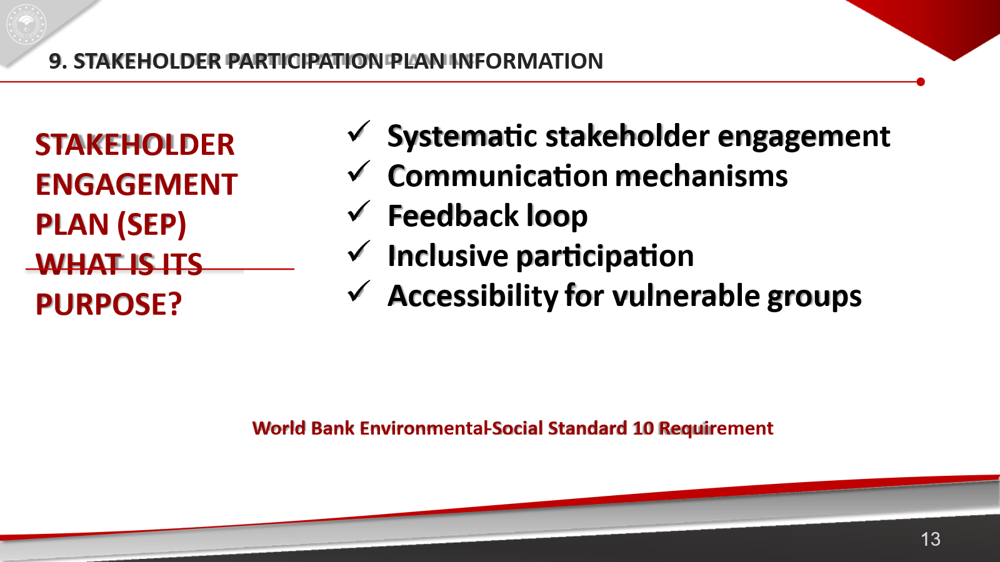 9. STAKEHOLDER PARTICIPATION PLAN INFORMATION
STAKEHOLDER
ENGAGEMENT
PLAN (SEP)
WHAT IS ITS
PURPOSE?
✓ Systematic stakeholder engagement
✓ Communication mechanisms
✓ Feedback loop
✓ Inclusive participation
✓ Accessibility for vulnerable groups
World Bank Environmental-Social Standard 10 Requirement
13